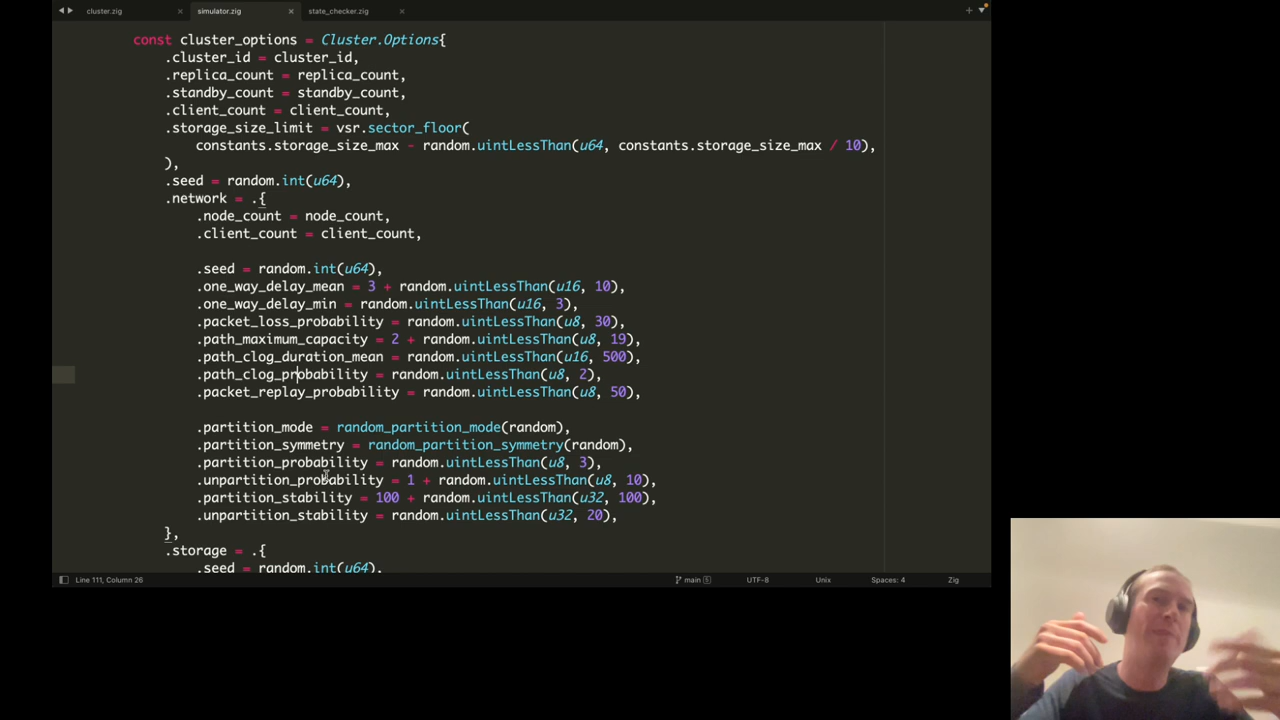 cluster.zig
simulator.zig
state_checker.zig
const cluster_options = Cluster.Options{
.cluster_id = cluster_id,
.replica_count = replica_count,
.standby_count = standby_count,
.client_count = client_count,
.storage_size_limit = vsr.sector_floor(
constants.storage_size_max - random.uintLessThan(u64, constants.storage_size_max / 10),
),
.seed = random.int(u64),
.network = .{
.node_count = node_count,
.client_count = client_count,
.seed = random.int(u64),
.one_way_delay_mean = 3 + random.uintLessThan(u16, 10),
.one_way_delay_min = random.uintLessThan(u16, 3),
.packet_loss_probability = random.uintLessThan(u8, 30),
.path_maximum_capacity = 2 + random.uintLessThan(u8, 19),
.path_clog_duration_mean = random.uintLessThan(u16, 500),
.path_clog_probability = random.uintLessThan(u8, 2),
.packet_replay_probability = random.uintLessThan(u8, 50),
.partition_mode = random_partition_mode(random),
.partition_symmetry = random_partition_symmetry(random),
.partition_probability = random.uintLessThan(u8, 3),
.unpartition_probability = 1 + random.uintLessThan(u8, 10),
.partition_stability = 100 + random.uintLessThan(u32, 100),
.unpartition_stability = random.uintLessThan(u32, 20),
},
.storage = .{
.seed = random.int(u64),
Line 111, Column 26
main 5
UTF-8
Unix
Spaces: 4
Zig